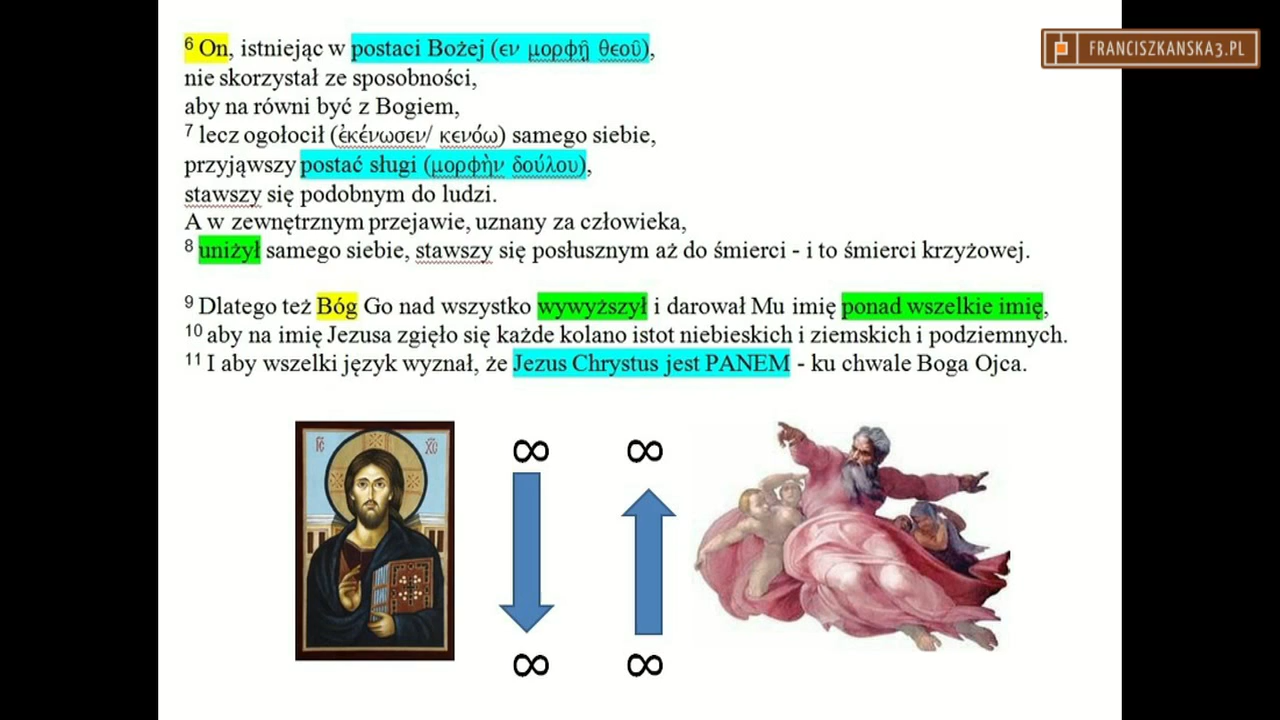 6 On, istniejąc w postaci Bożej (εν μορφῇ θεοῦ),
nie skorzystał ze sposobności,
aby na równi być z Bogiem,
7 lecz ogołocił (ἐκένωσεν/ κενόω) samego siebie,
przyjąwszy postać sługi (μορφὴν δούλου),
stawszy się podobnym do ludzi.
A w zewnętrznym przejawie, uznany za człowieka,
8 uniżył samego siebie, stawszy się posłusznym aż do śmierci - i to śmierci krzyżowej.
9 Dlatego też Bóg Go nad wszystko wywyższył i darował Mu imię ponad wszelkie imię,
10 aby na imię Jezusa zgięło się każde kolano istot niebieskich i ziemskich i podziemnych.
11 I aby wszelki język wyznał, że Jezus Chrystus jest PANEM - ku chwale Boga Ojca.
FRANCISZKANSKA3.PL
IC XC
∞ ∞
∞ ∞